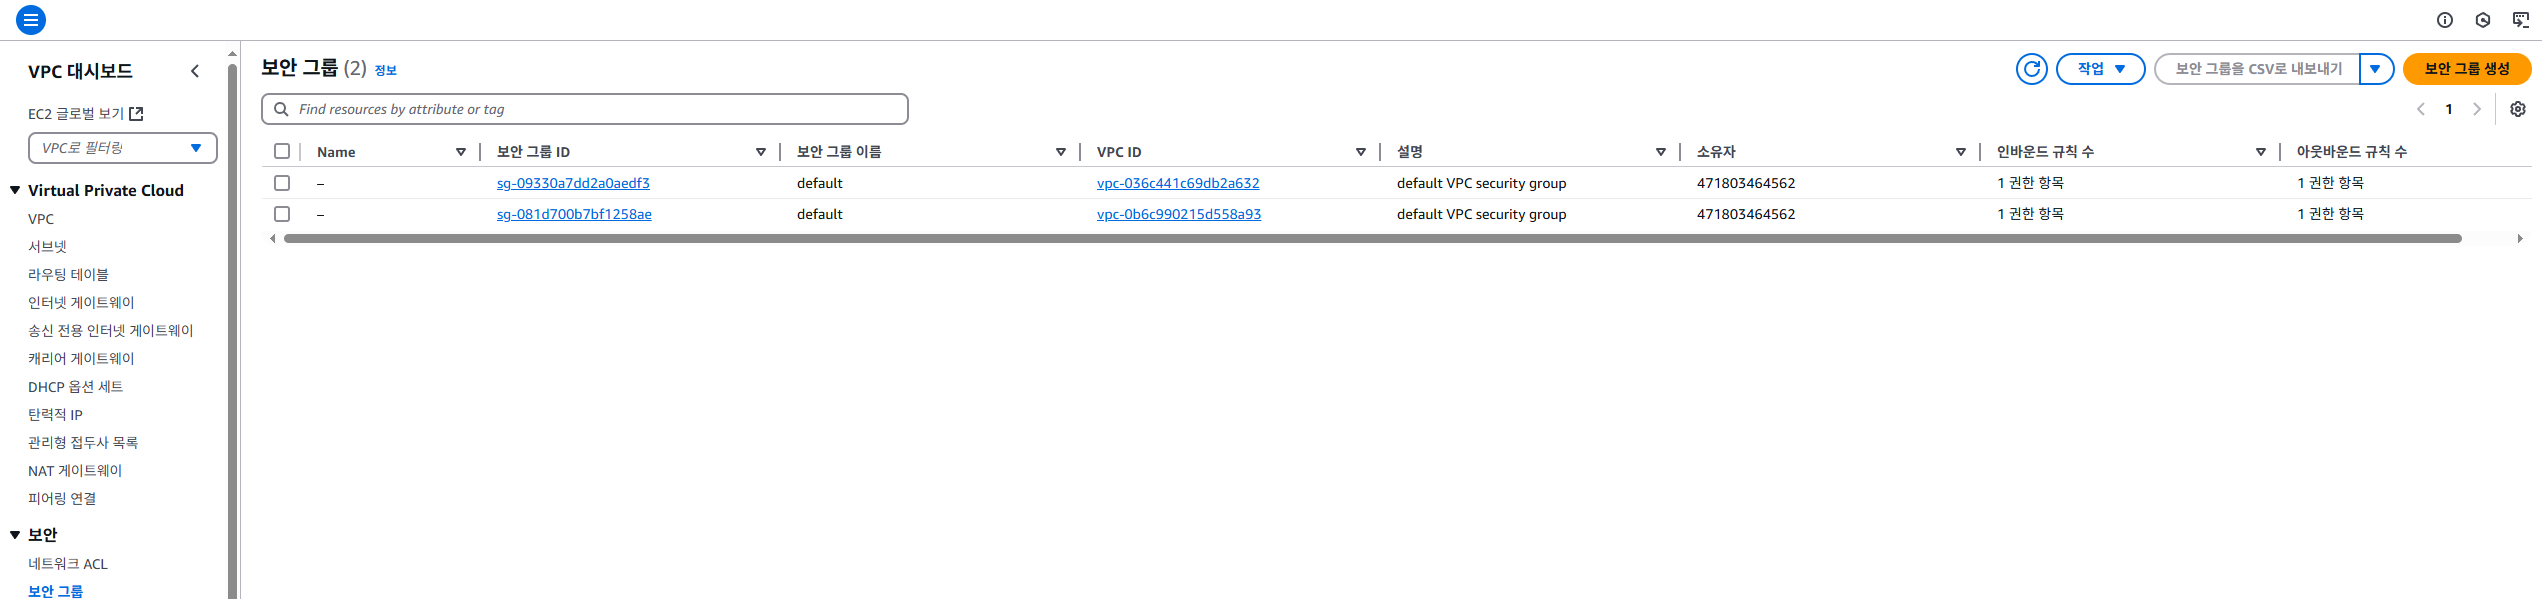 VPC 대시보드
EC2 글로벌 보기
VPC로 필터링
Virtual Private Cloud
VPC
서브넷
라우팅 테이블
인터넷 게이트웨이
송신 전용 인터넷 게이트웨이
캐리어 게이트웨이
DHCP 옵션 세트
탄력적 IP
관리형 접두사 목록
NAT 게이트웨이
피어링 연결
보안
네트워크 ACL
보안 그룹
보안 그룹 (2) 정보
작업 보안 그룹을 CSV로 내보내기 보안 그룹 생성
Find resources by attribute or tag
1
Name 보안 그룹 ID 보안 그룹 이름 VPC ID 설명 소유자 인바운드 규칙 수 아웃바운드 규칙 수
– sg-09330a7dd2a0aedf3 default vpc-036c441c69db2a632 default VPC security group 471803464562 1 권한 항목 1 권한 항목
– sg-081d700b7bf1258ae default vpc-0b6c990215d558a93 default VPC security group 471803464562 1 권한 항목 1 권한 항목